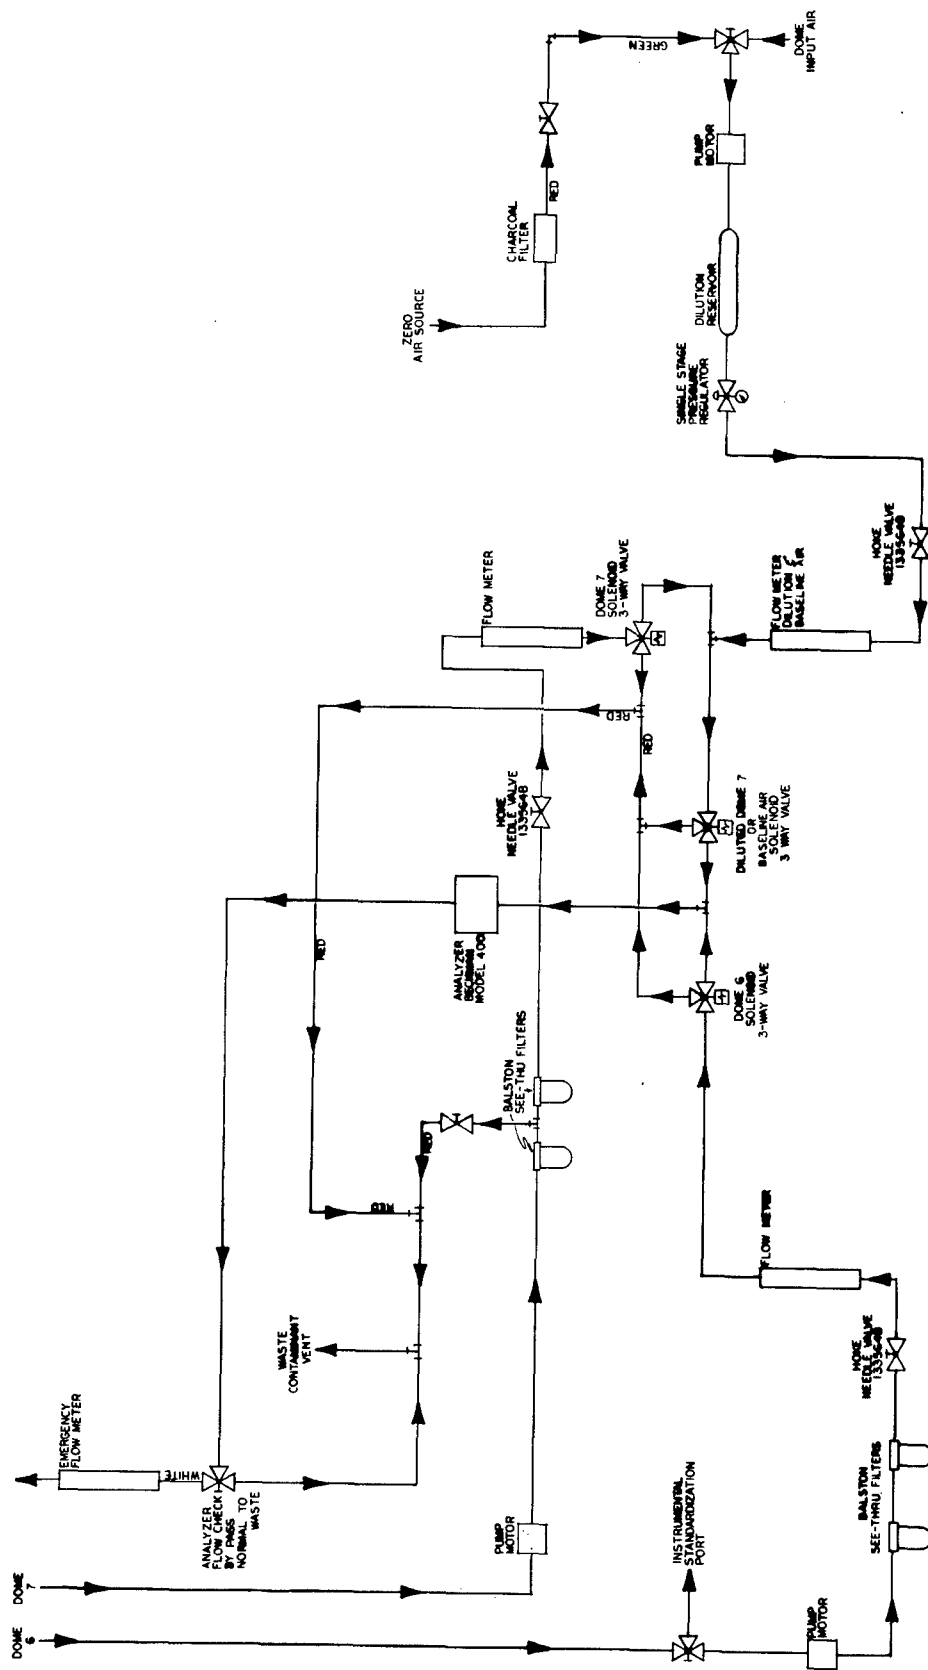 DOME
7
DOME
6
EMERGENCY
FLOW METER
WHITE
ANALYZER
FLOW CHECK
BY PASS
NORMAL TO
WASTE
WASTE
CONTAMINANT
VENT
PUMP
MOTOR
INSTRUMENTAL
STANDARDIZATION
PORT
PUMP
MOTOR
BALSTON
SEE-THRU FILTERS
HOKE
NEEDLE VALVE
1335G4B
FLOW METER
RED
RED
BALSTON
SEE-THU FILTERS
ANALYZER
BECKMAN
MODEL 400
DOME 6
SOLENOID
3-WAY VALVE
HOKE
NEEDLE VALVE
1335G4B
DILUTED DOME 7
OR
BASELINE AIR
SOLENOID
3 WAY VALVE
RED
RED
FLOW METER
DOME 7
SOLENOID
3-WAY VALVE
FLOW METER
DILUTION &
BASELINE AIR
HOKE
NEEDLE VALVE
1335G4B
ZERO
AIR SOURCE
CHARCOAL
FILTER
RED
GREEN
SINGLE STAGE
PRESSURE
REGULATOR
DILUTION
RESERVOIR
PUMP
MOTOR
DOME
INPUT AIR